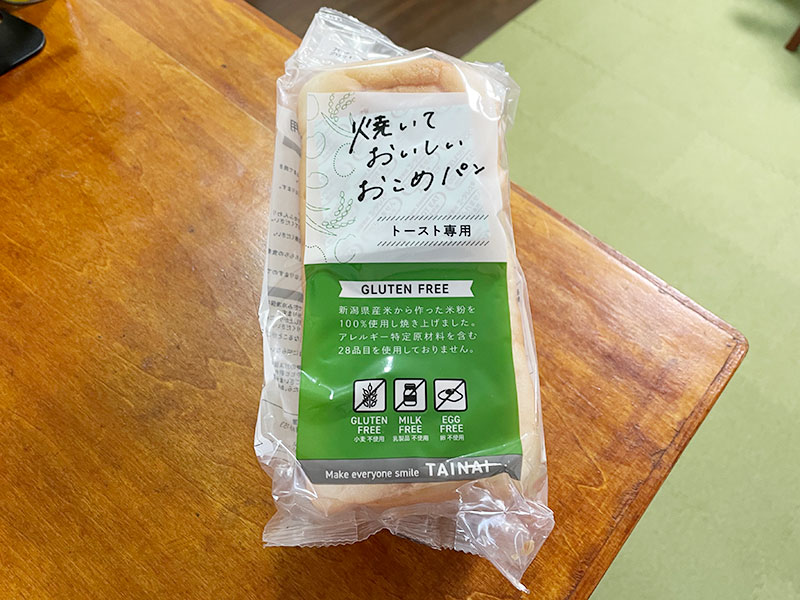 焼いて
おいしい
おこめパン
トースト専用
GLUTEN FREE
新潟県産米から作った米粉を
100%使用し焼き上げました。
アレルギー特定原材料を含む
28品目を使用しておりません。
GLUTEN FREE
小麦 不使用
MILK FREE
乳製品 不使用
EGG FREE
卵 不使用
Make everyone smile TAINAI